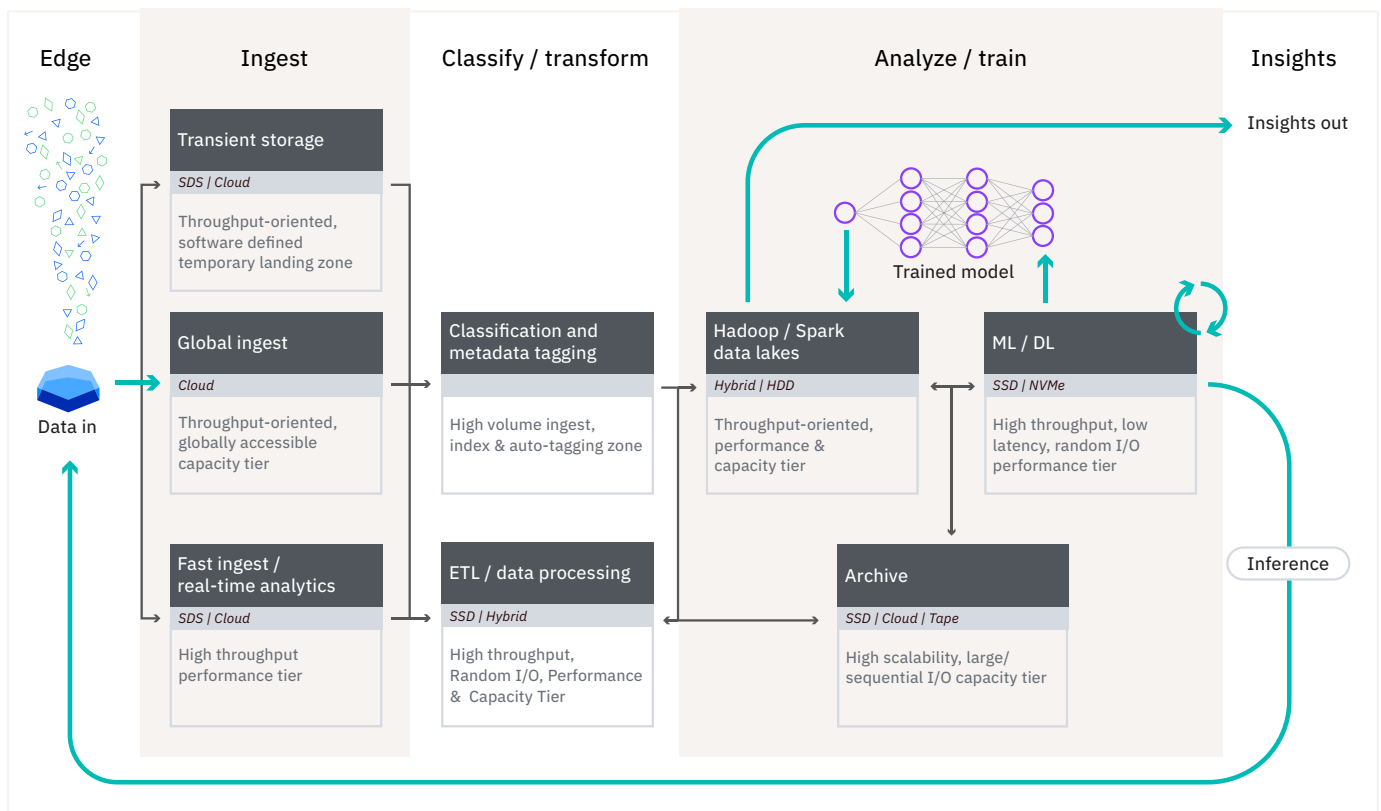 Edge
Ingest
Classify / transform
Analyze / train
Insights
Data in
Transient storage
SDS | Cloud
Throughput-oriented,
software defined
temporary landing zone
Global ingest
Cloud
Throughput-oriented,
globally accessible
capacity tier
Fast ingest /
real-time analytics
SDS | Cloud
High throughput
performance tier
Classification and
metadata tagging
High volume ingest,
index & auto-tagging zone
ETL / data processing
SSD | Hybrid
High throughput,
Random I/O, Performance
& Capacity Tier
Insights out
Trained model
Hadoop / Spark
data lakes
Hybrid | HDD
Throughput-oriented,
performance &
capacity tier
ML / DL
SSD | NVMe
High throughput, low
latency, random I/O
performance tier
Archive
SSD | Cloud | Tape
High scalability, large/
sequential I/O capacity tier
Inference